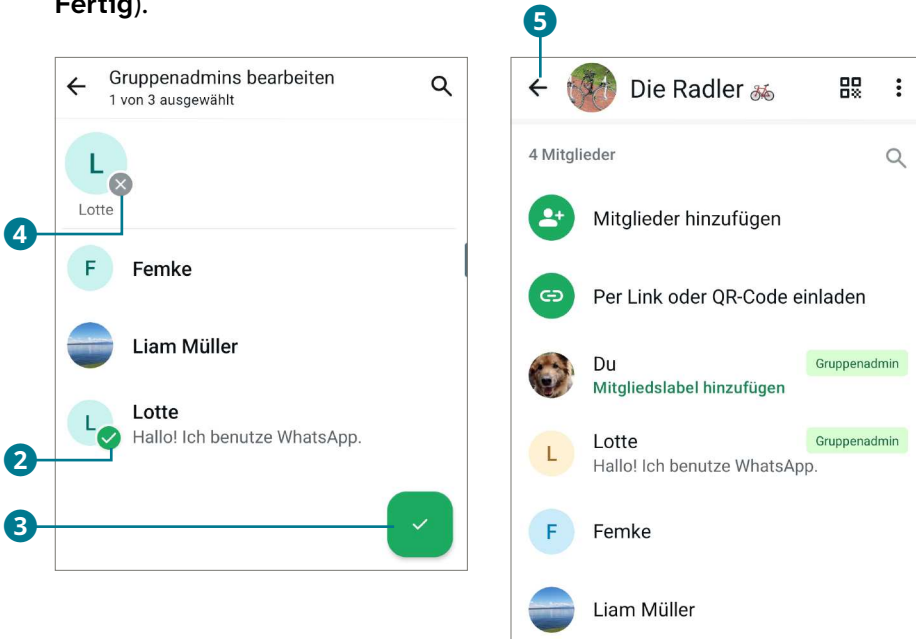 Fertig).
5
Gruppenadmins bearbeiten
1 von 3 ausgewählt
L
Lotte
4
F
Femke
Liam Müller
L
Lotte
Hallo! Ich benutze WhatsApp.
2
3
Die Radler
4 Mitglieder
Mitglieder hinzufügen
Per Link oder QR-Code einladen
Du
Gruppenadmin
Mitgliedslabel hinzufügen
L
Lotte
Gruppenadmin
Hallo! Ich benutze WhatsApp.
F
Femke
Liam Müller